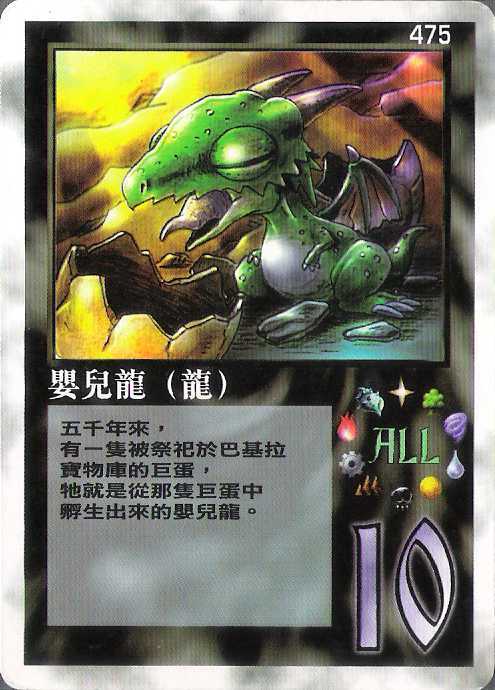 475
嬰兒龍（龍）
五千年來，
有一隻被祭祀於巴基拉
寶物庫的巨蛋，
牠就是從那隻巨蛋中
孵生出來的嬰兒龍。
ALL
10